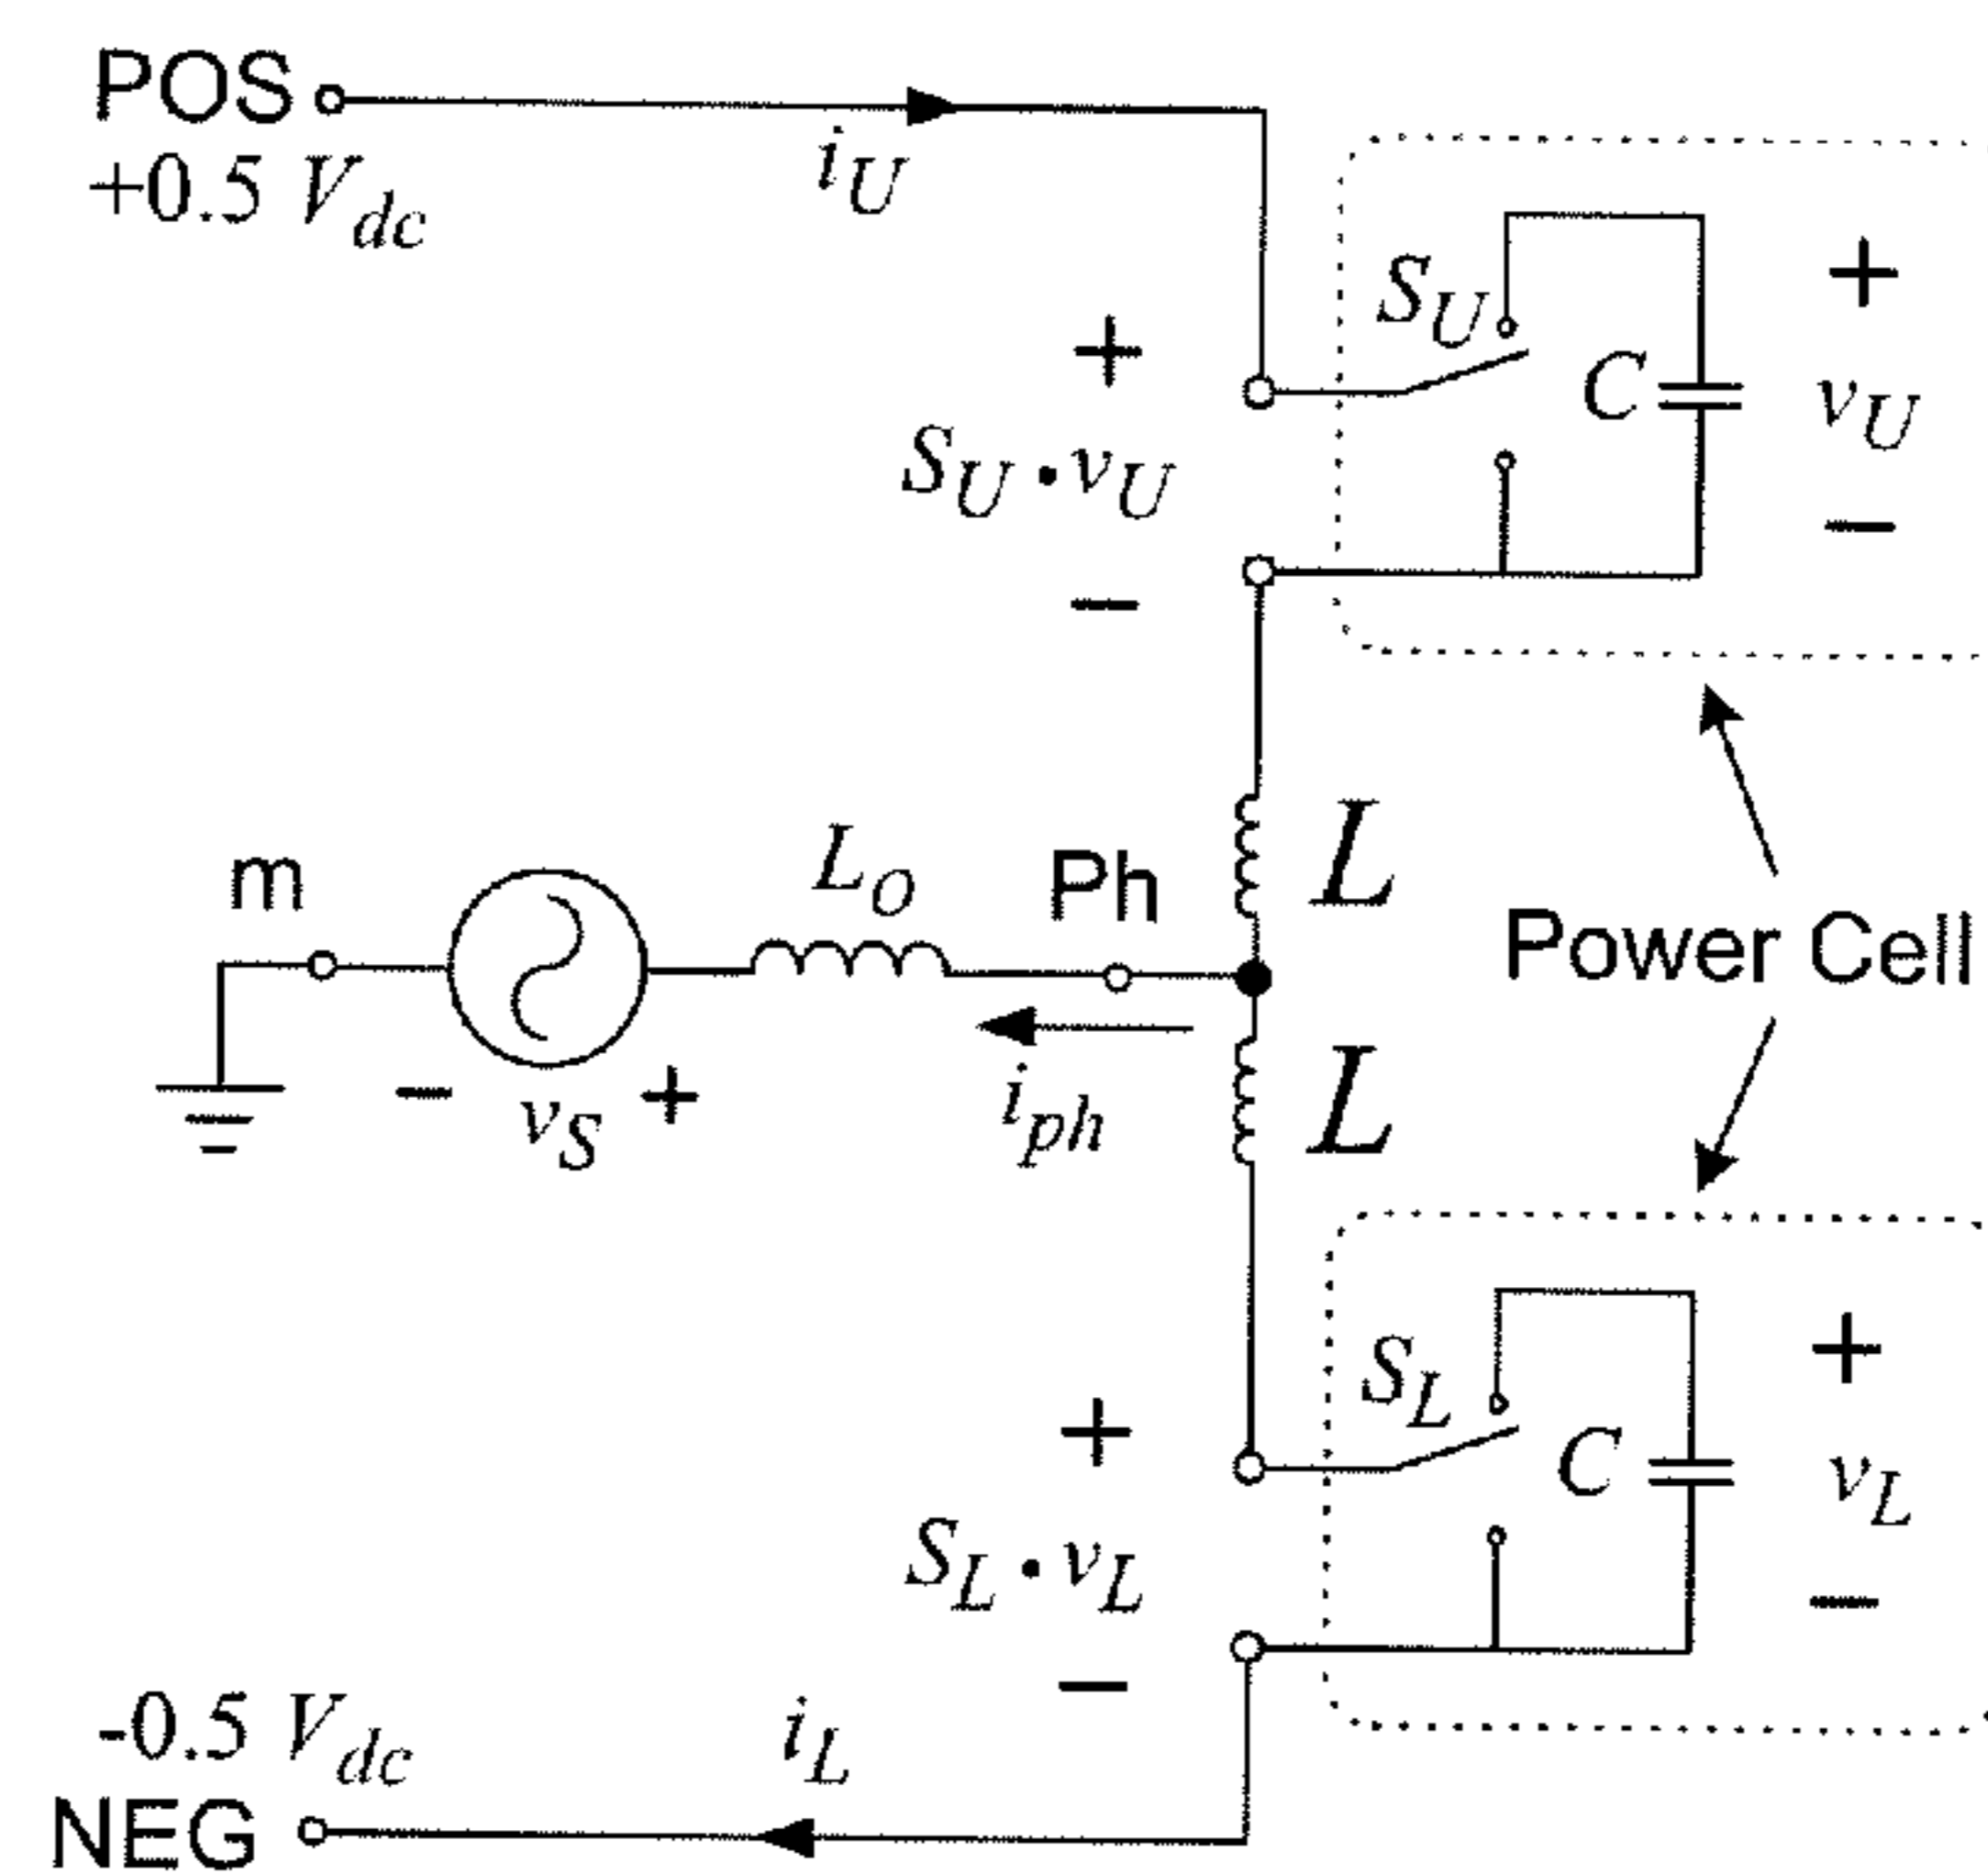 POS
+0.5 V_dc
i_U
+
S_U
+
C
v_U
S_U · v_U
−
−
L
m
L_O
Ph
Power Cell
−
v_S
+
i_ph
L
+
S_L
+
C
v_L
S_L · v_L
−
−
-0.5 V_dc
i_L
NEG